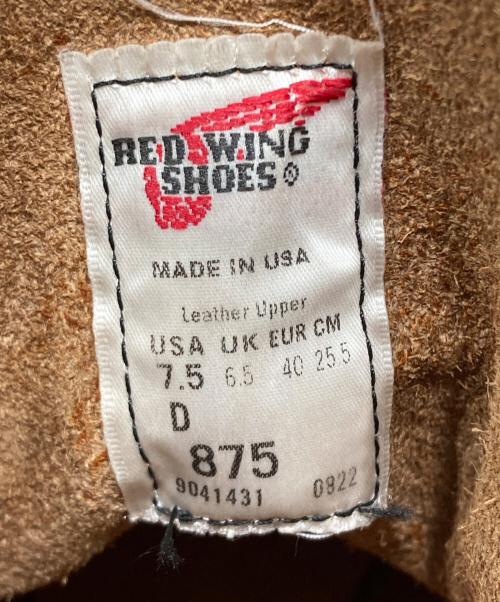 RED WING
SHOES ®
MADE IN USA
Leather Upper
USA UK EUR CM
7.5 6.5 40 25.5
D
875
9041431 0922